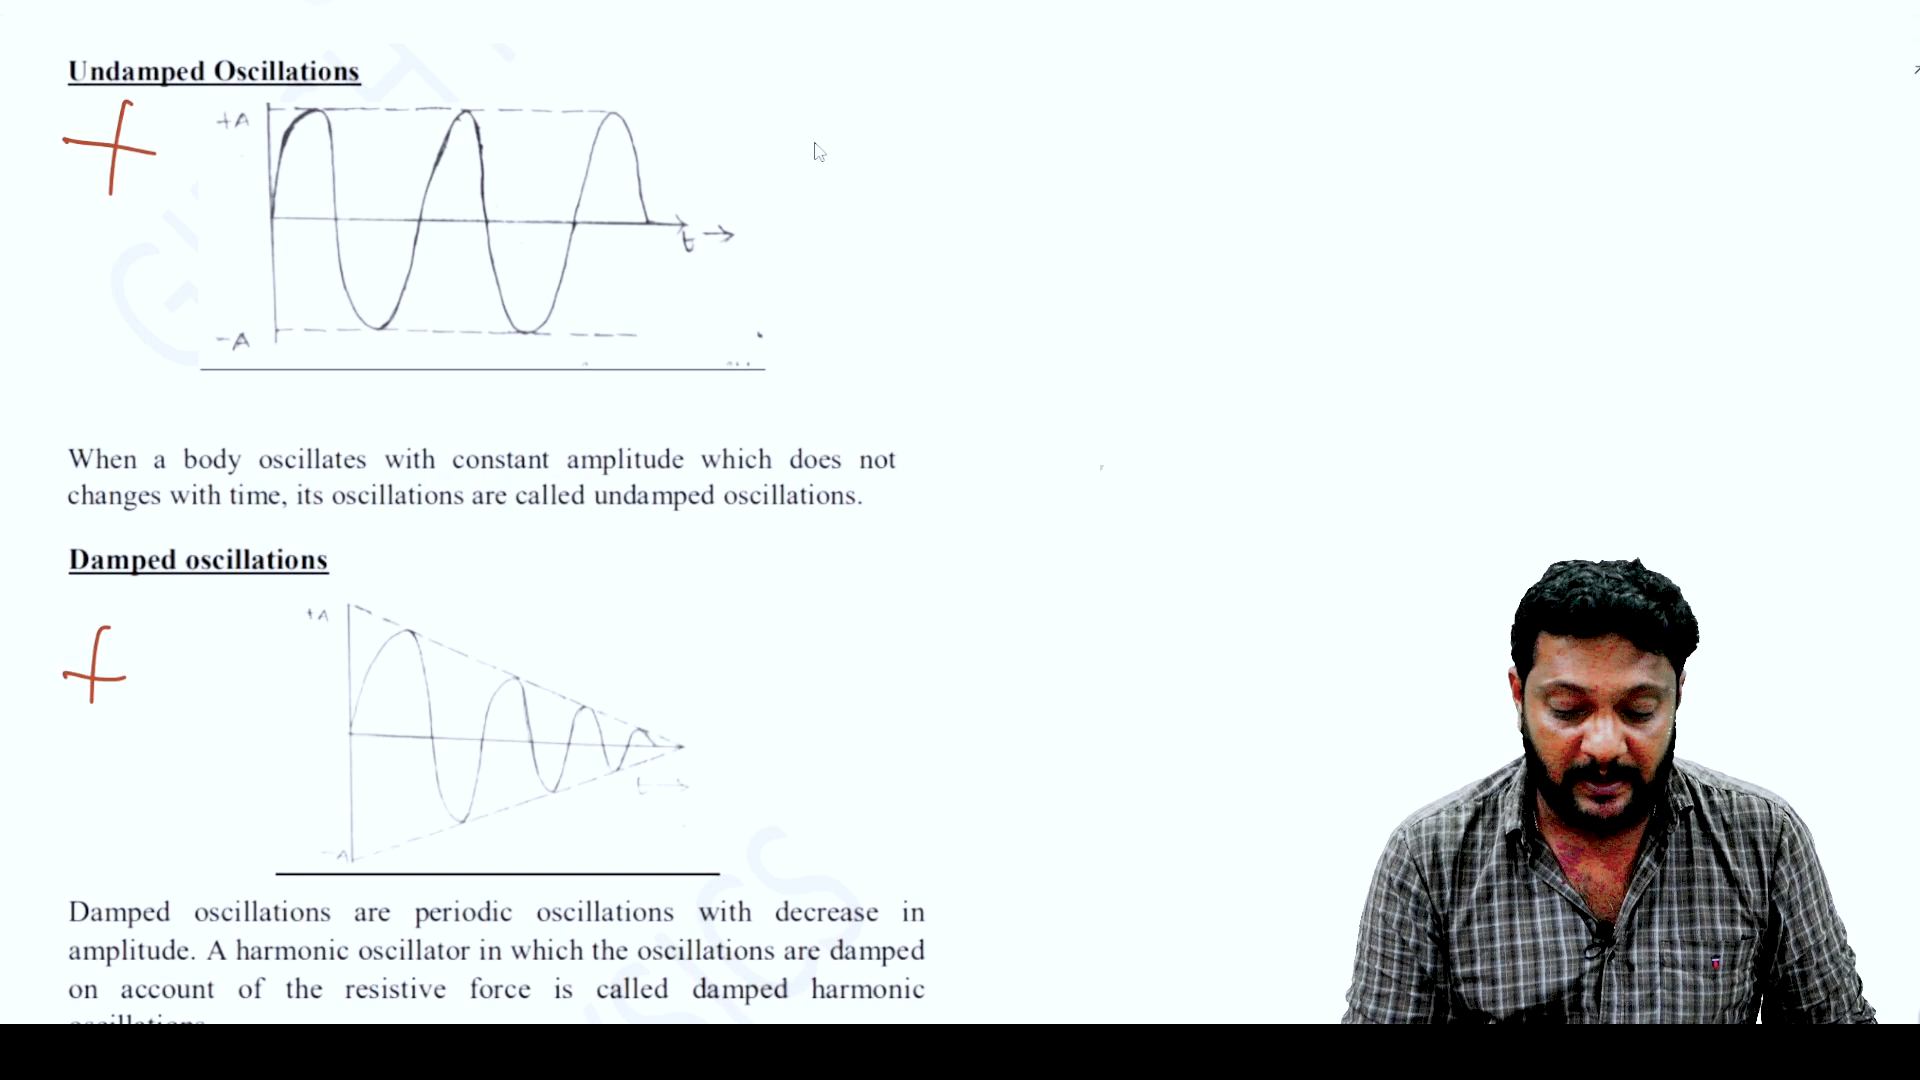 Undamped Oscillations
+A
t →
-A
When a body oscillates with constant amplitude which does not
changes with time, its oscillations are called undamped oscillations.
Damped oscillations
+A
t →
-A
Damped oscillations are periodic oscillations with decrease in
amplitude. A harmonic oscillator in which the oscillations are damped
on account of the resistive force is called damped harmonic